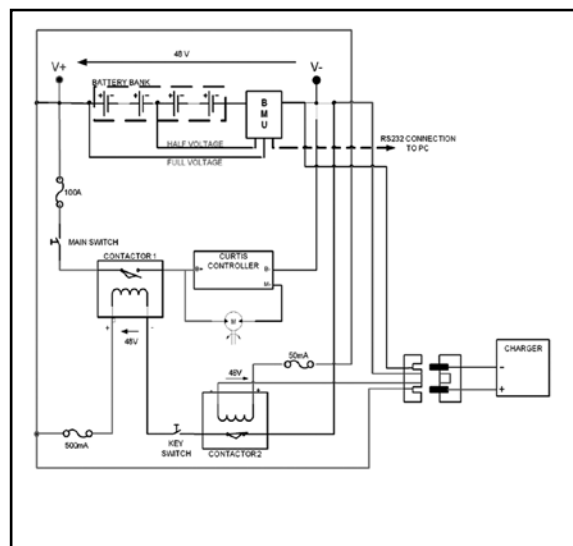 48 V
V+
V-
BATTERY BANK
+ - + - + - + -
B
M
U
RS232 CONNECTION
TO PC
HALF VOLTAGE
FULL VOLTAGE
100A
MAIN SWITCH
CONTACTOR 1
CURTIS
CONTROLLER
B+
B-
M-
M
+ -
48V
50mA
CHARGER
-
+
48V
- +
500mA
KEY
SWITCH
CONTACTOR 2